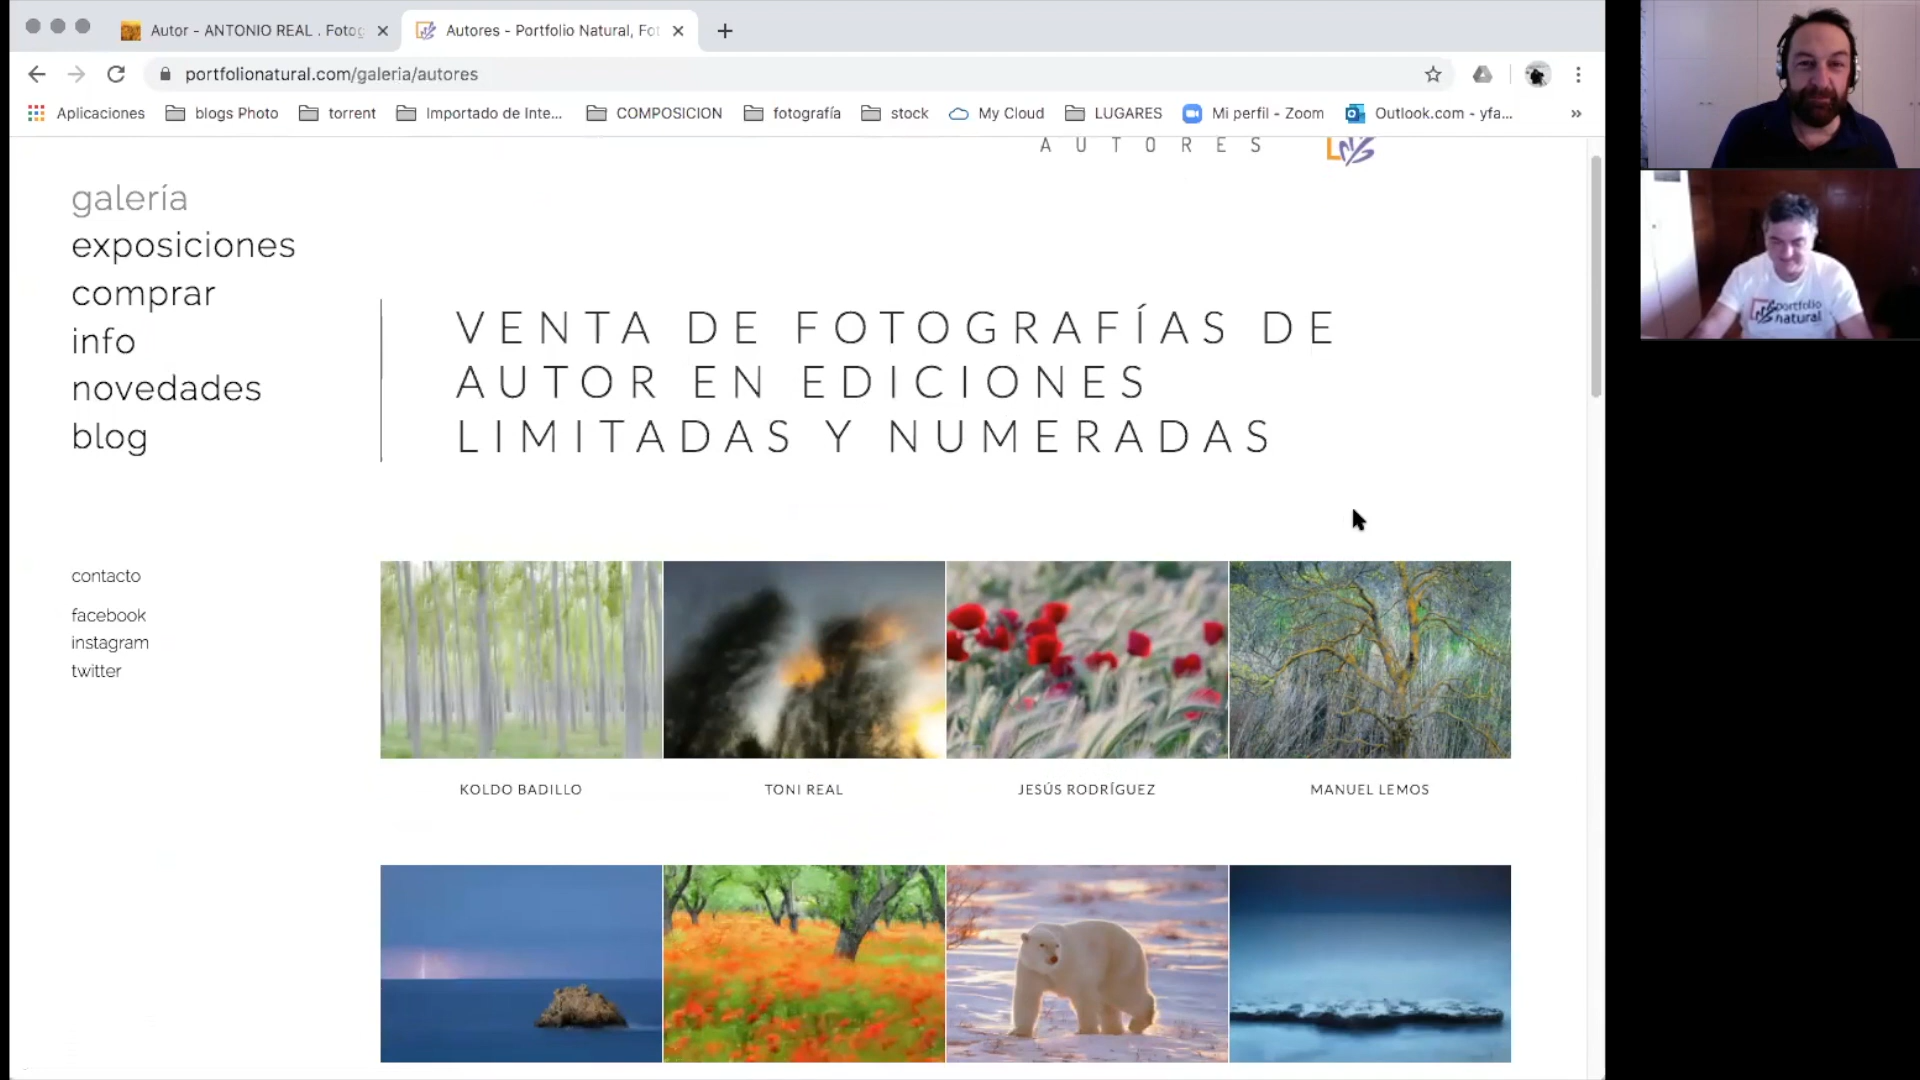 Autor - ANTONIO REAL . Fotog
Autores - Portfolio Natural, Fot
portfolionatural.com/galeria/autores
Aplicaciones blogs Photo torrent Importado de Inte... COMPOSICION fotografía stock My Cloud LUGARES Mi perfil - Zoom Outlook.com - yfa... »
AUTORES
galería
exposiciones
comprar
info
novedades
blog
VENTA DE FOTOGRAFÍAS DE
AUTOR EN EDICIONES
LIMITADAS Y NUMERADAS
contacto
facebook
instagram
twitter
KOLDO BADILLO
TONI REAL
JESÚS RODRÍGUEZ
MANUEL LEMOS
portfolio
natural